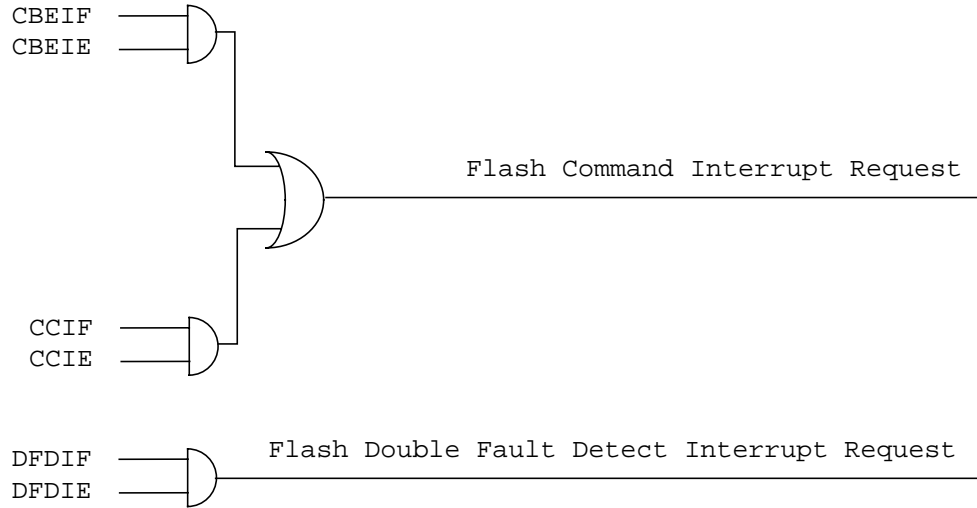 CBEIF
CBEIE
Flash Command Interrupt Request
CCIF
CCIE
Flash Double Fault Detect Interrupt Request
DFDIF
DFDIE